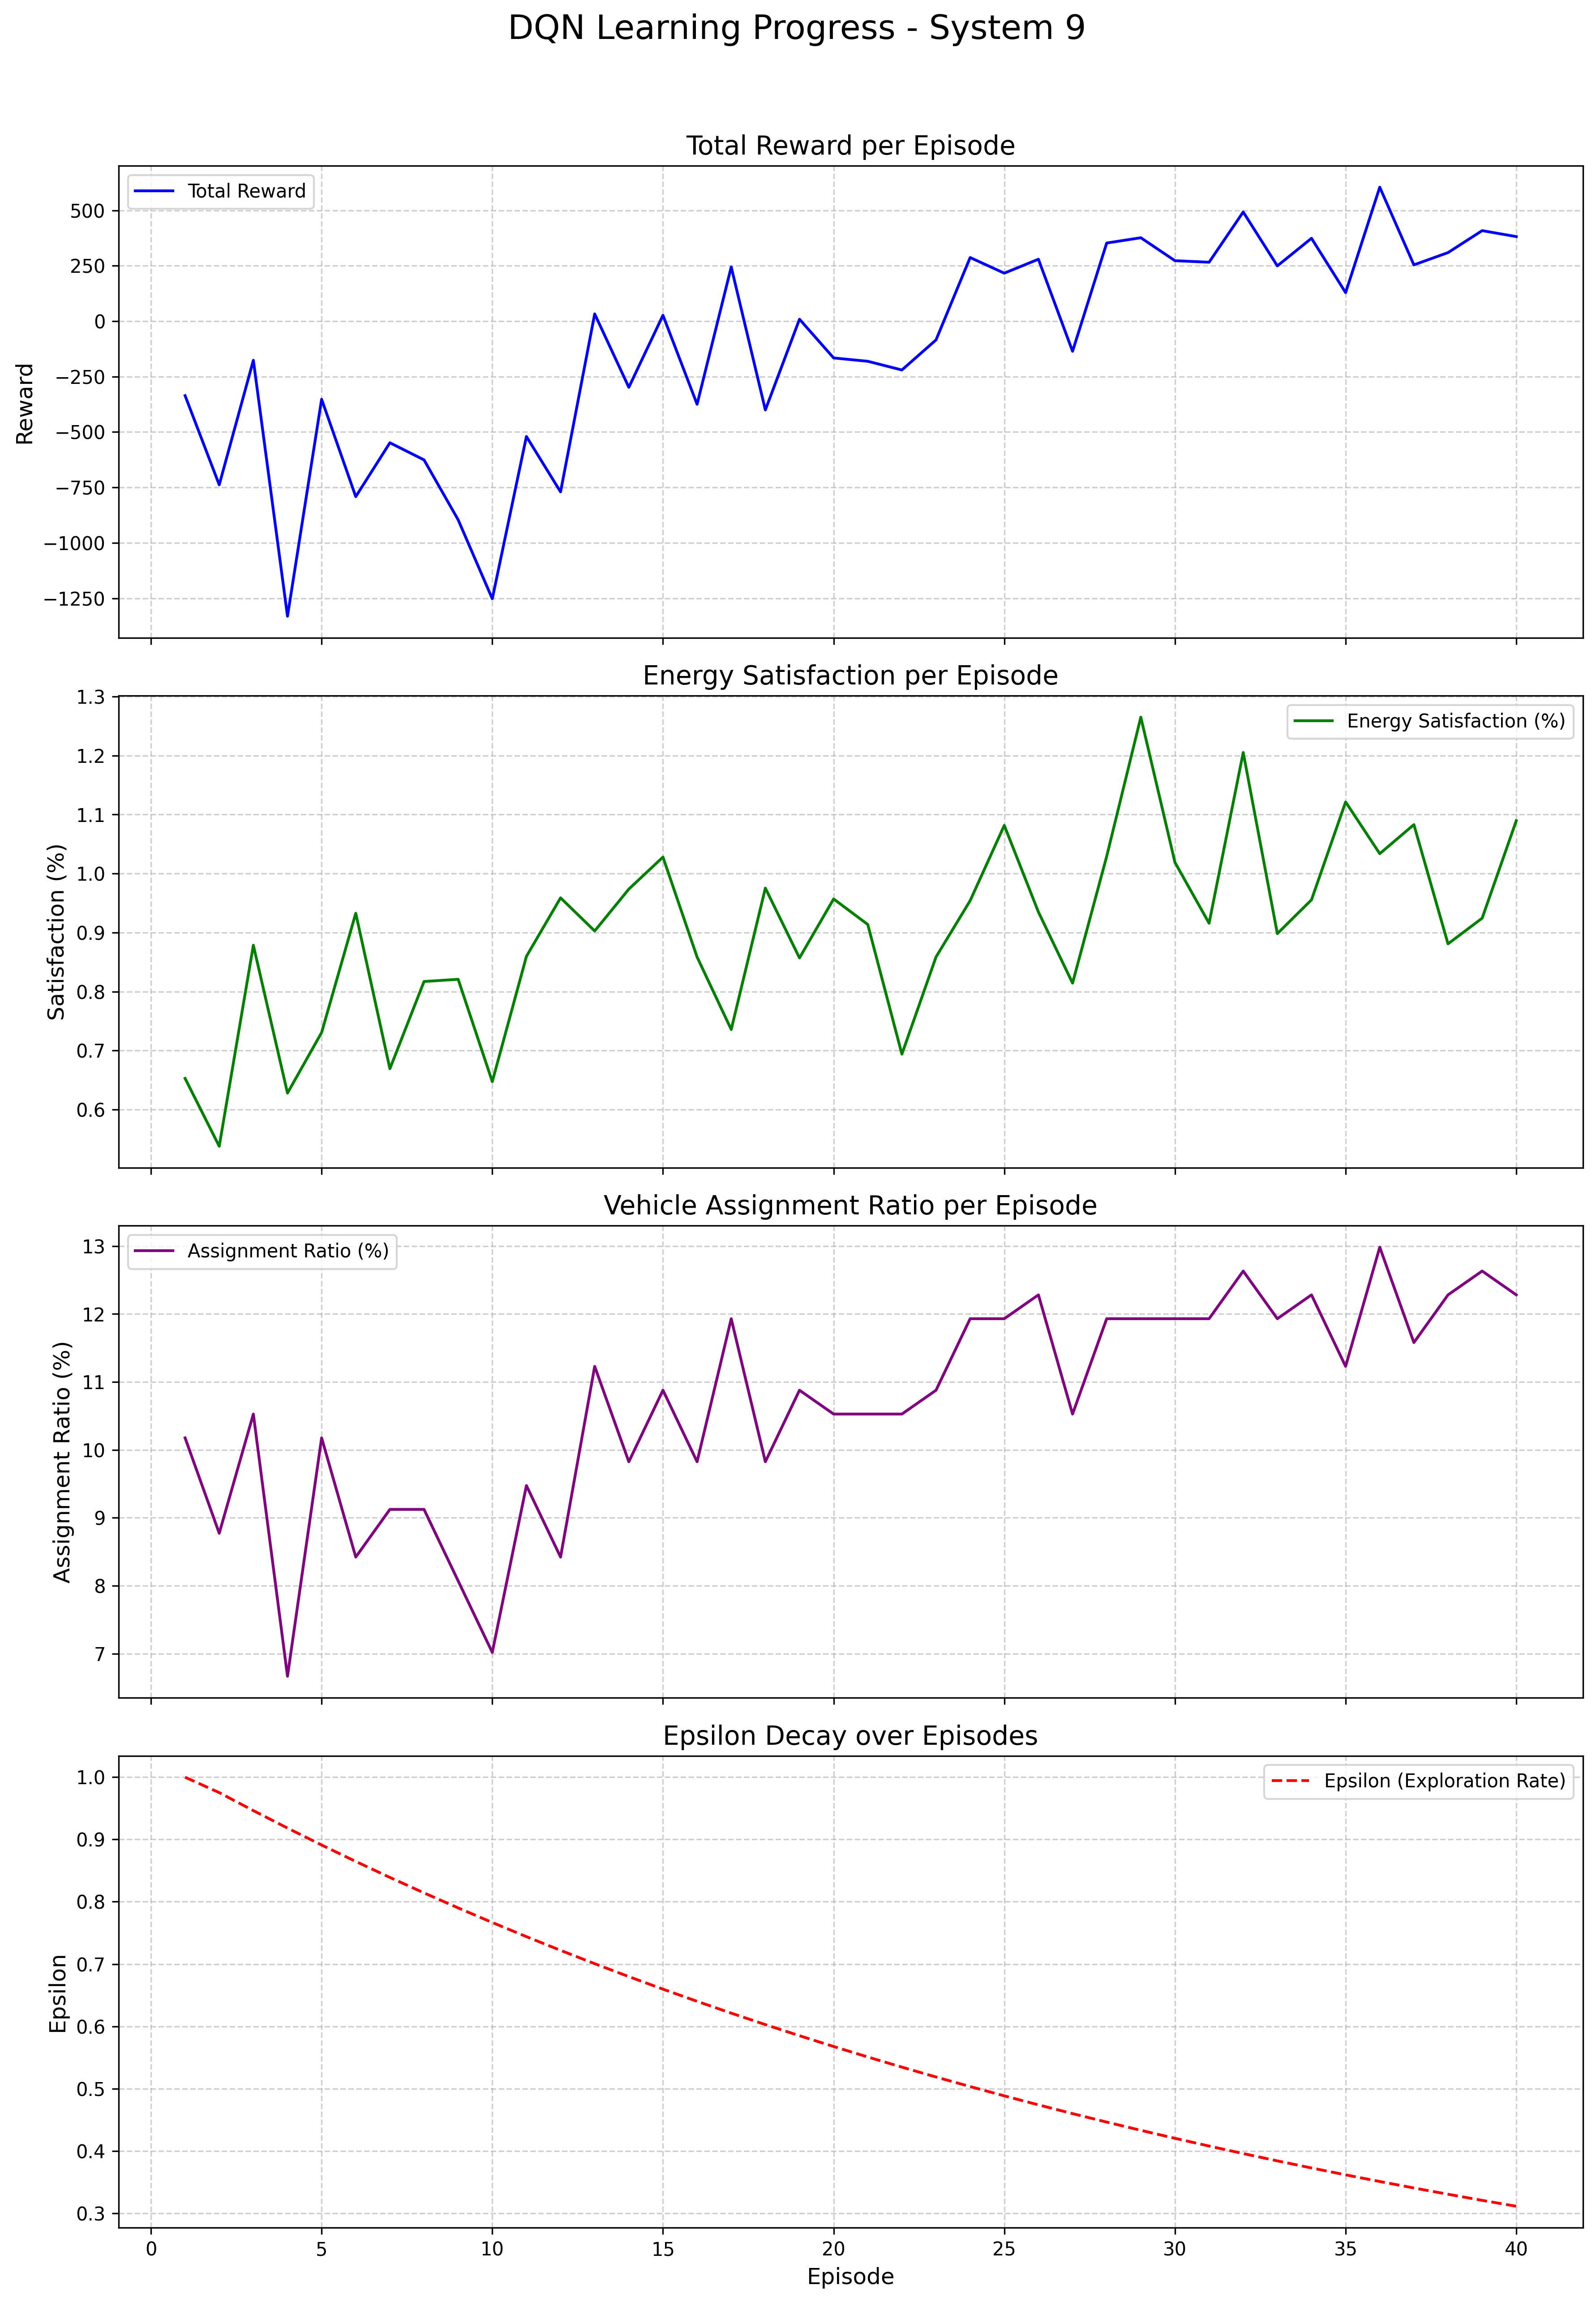 DQN Learning Progress - System 9
Total Reward per Episode
Total Reward
Reward
500
250
0
−250
−500
−750
−1000
−1250
Energy Satisfaction per Episode
Energy Satisfaction (%)
Satisfaction (%)
1.3
1.2
1.1
1.0
0.9
0.8
0.7
0.6
Vehicle Assignment Ratio per Episode
Assignment Ratio (%)
Assignment Ratio (%)
13
12
11
10
9
8
7
Epsilon Decay over Episodes
Epsilon (Exploration Rate)
Epsilon
1.0
0.9
0.8
0.7
0.6
0.5
0.4
0.3
0 5 10 15 20 25 30 35 40
Episode